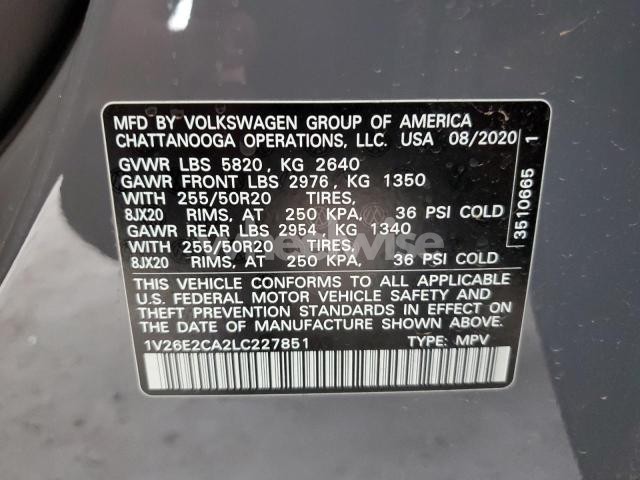 MFD BY VOLKSWAGEN GROUP OF AMERICA
CHATTANOOGA OPERATIONS, LLC. USA 08/2020
GVWR LBS 5820, KG 2640
GAWR FRONT LBS 2976, KG 1350
WITH 255/50R20 TIRES,
8JX20 RIMS, AT 250 KPA, 36 PSI COLD
GAWR REAR LBS 2954, KG 1340
WITH 255/50R20 TIRES,
8JX20 RIMS, AT 250 KPA, 36 PSI COLD
THIS VEHICLE CONFORMS TO ALL APPLICABLE
U.S. FEDERAL MOTOR VEHICLE SAFETY AND
THEFT PREVENTION STANDARDS IN EFFECT ON
THE DATE OF MANUFACTURE SHOWN ABOVE.
1V26E2CA2LC227851 TYPE: MPV
3510665 1